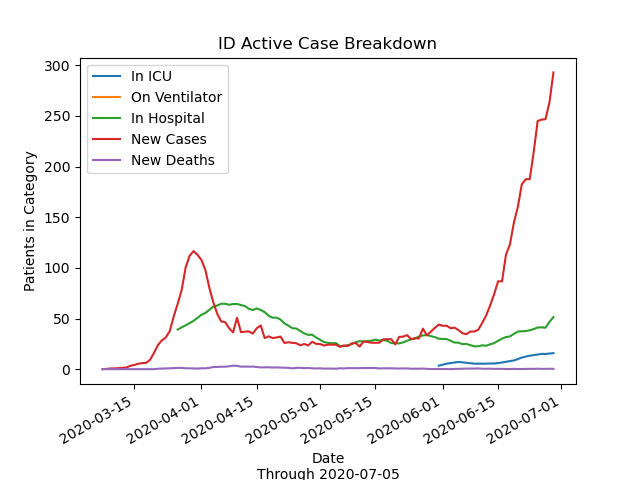 ID Active Case Breakdown
In ICU
On Ventilator
In Hospital
New Cases
New Deaths
Patients in Category
300
250
200
150
100
50
0
2020-03-15
2020-04-01
2020-04-15
2020-05-01
2020-05-15
2020-06-01
2020-06-15
2020-07-01
Date
Through 2020-07-05